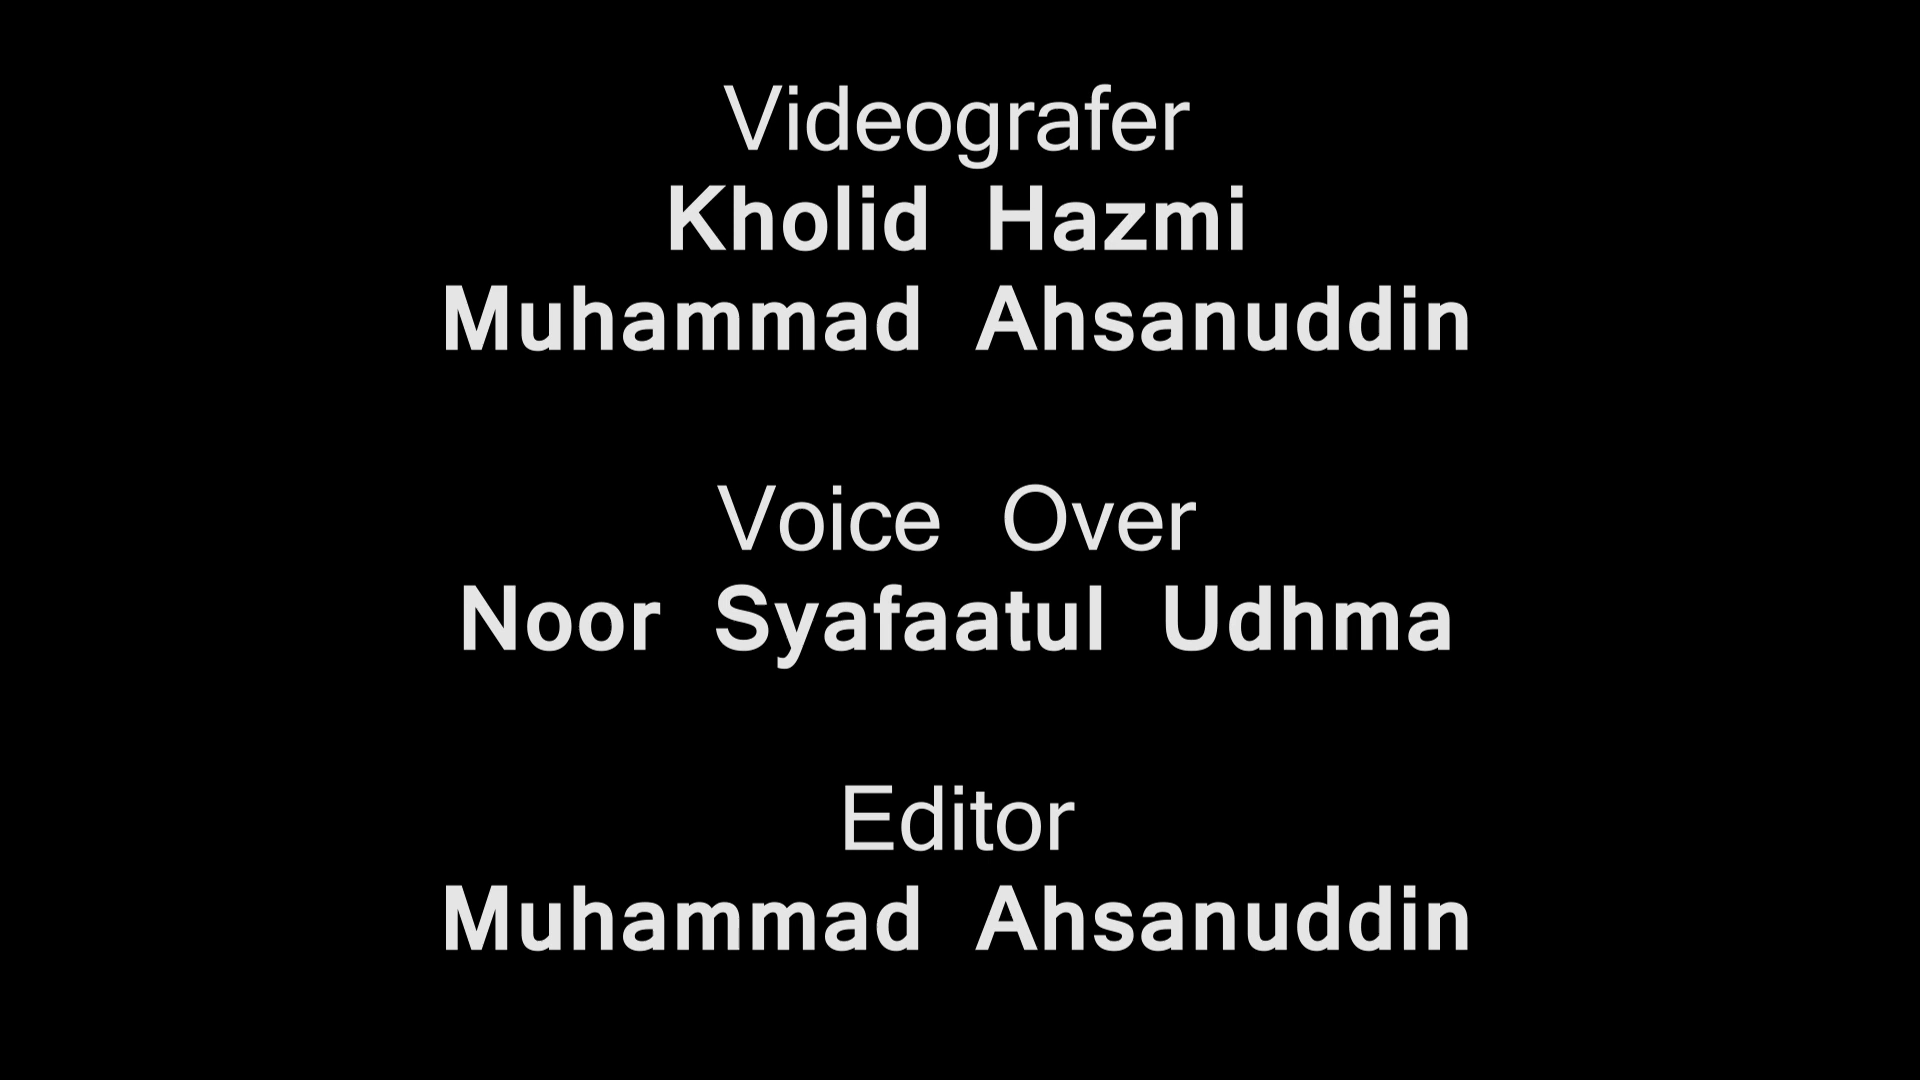 Videografer
Kholid Hazmi
Muhammad Ahsanuddin
Voice Over
Noor Syafaatul Udhma
Editor
Muhammad Ahsanuddin